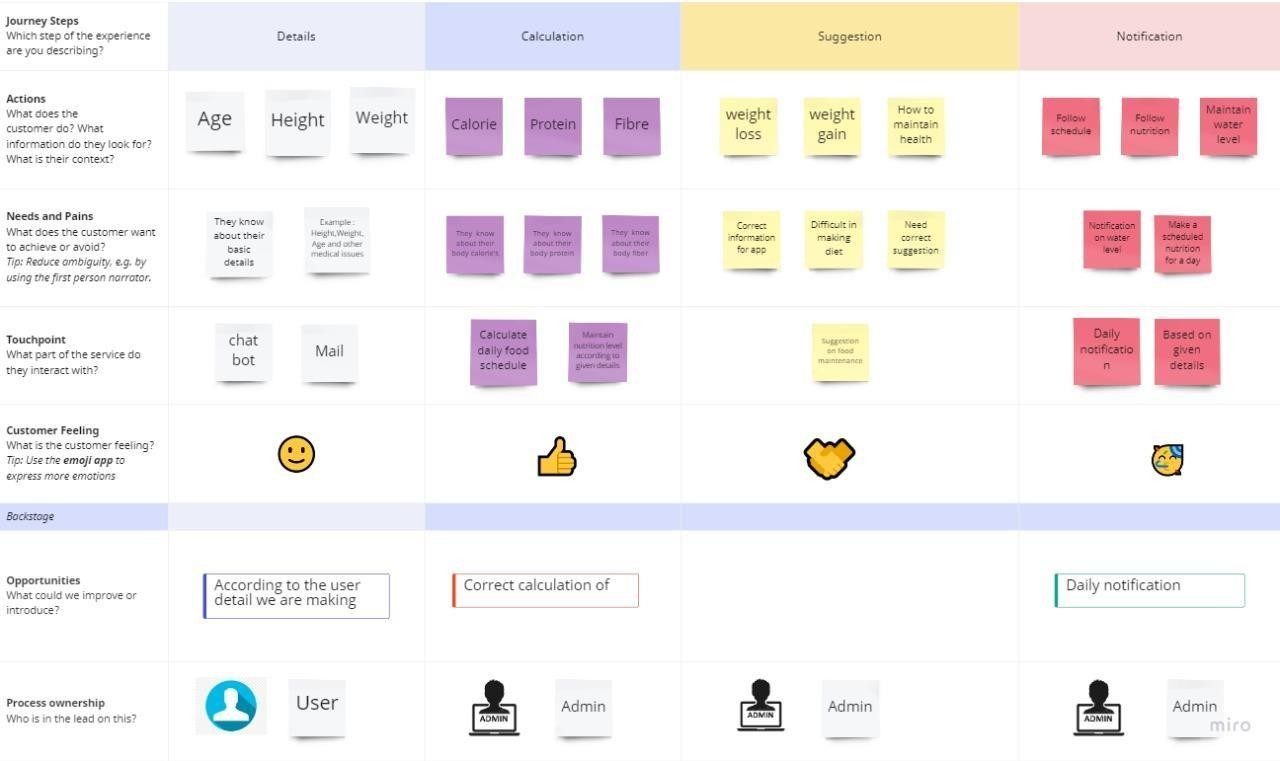 Journey Steps
Which step of the experience
are you describing?
Details
Calculation
Suggestion
Notification
Actions
What does the
customer do? What
information do they look for?
What is their context?
Age
Height
Weight
Calorie
Protein
Fibre
weight
loss
weight
gain
How to
maintain
health
Follow
schedule
Follow
nutrition
Maintain
water
level
Needs and Pains
What does the customer want
to achieve or avoid?
Tip: Reduce ambiguity, e.g. by
using the first person narrator.
They know
about their
basic
details
Example :
Height,Weight,
Age and other
medical issues
They know
about their
body calorie's
They know
about their
body protein
They know
about their
body fiber
Correct
information
for app
Difficult in
making
diet
Need
correct
suggestion
Notification
on water
level
Make a
scheduled
nutrition
for a day
Touchpoint
What part of the service do
they interact with?
chat
bot
Mail
Calculate
daily food
schedule
Maintain
nutrition level
according to
given details
Suggestion
on food
maintenance
Daily
notificatio
n
Based on
given
details
Customer Feeling
What is the customer feeling?
Tip: Use the emoji app to
express more emotions
Backstage
Opportunities
What could we improve or
introduce?
According to the user
detail we are making
Correct calculation of
Daily notification
Process ownership
Who is in the lead on this?
User
ADMIN
Admin
ADMIN
Admin
ADMIN
Admin
miro